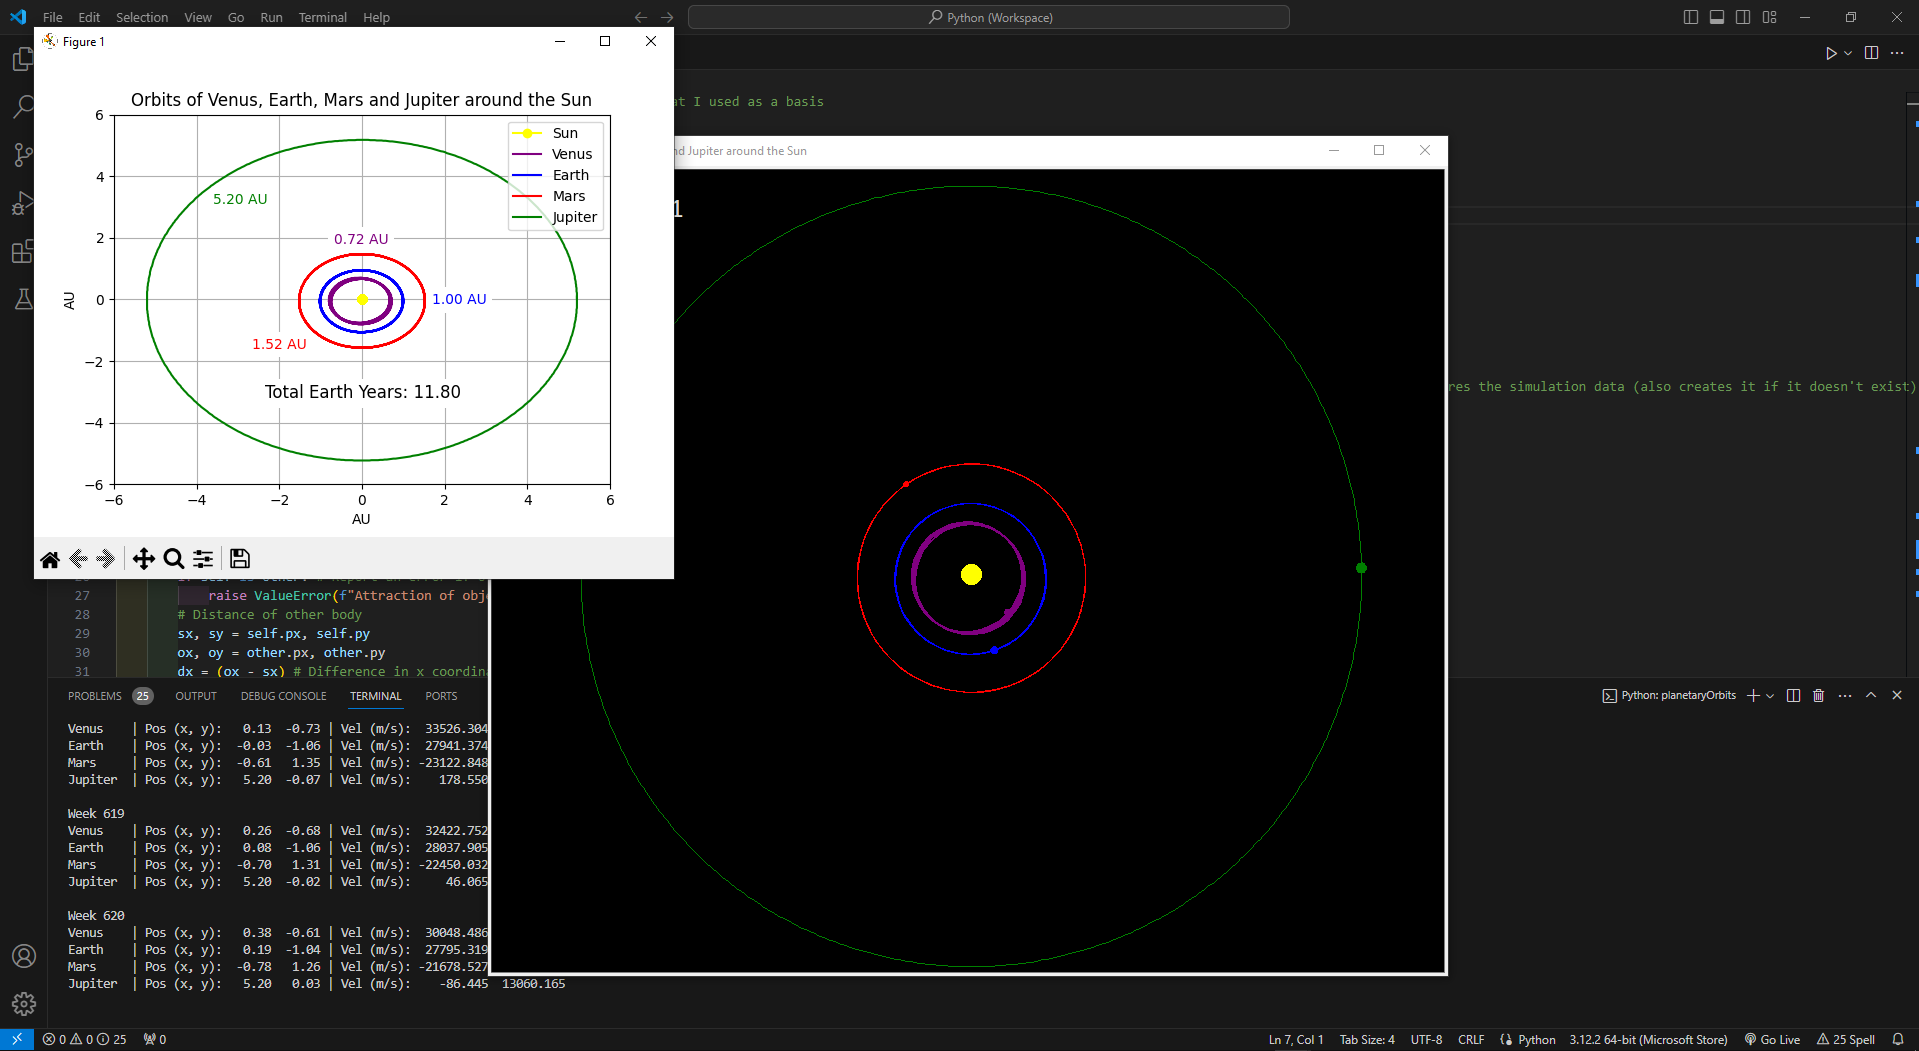 File Edit Selection View Go Run Terminal Help
Python (Workspace)
Figure 1
Orbits of Venus, Earth, Mars and Jupiter around the Sun
6
4
2
0
−2
−4
−6
AU
−6 −4 −2 0 2 4 6
AU
Sun
Venus
Earth
Mars
Jupiter
5.20 AU
0.72 AU
1.00 AU
1.52 AU
Total Earth Years: 11.80
at I used as a basis
nd Jupiter around the Sun
1
res the simulation data (also creates it if it doesn't exist)
27 raise ValueError(f"Attraction of obj
28 # Distance of other body
29 sx, sy = self.px, self.py
30 ox, oy = other.px, other.py
31 dx = (ox - sx) # Difference in x coordin
PROBLEMS 25 OUTPUT DEBUG CONSOLE TERMINAL PORTS
Python: planetaryOrbits
Venus | Pos (x, y): 0.13 -0.73 | Vel (m/s): 33526.304
Earth | Pos (x, y): -0.03 -1.06 | Vel (m/s): 27941.374
Mars | Pos (x, y): -0.61 1.35 | Vel (m/s): -23122.848
Jupiter | Pos (x, y): 5.20 -0.07 | Vel (m/s): 178.550
Week 619
Venus | Pos (x, y): 0.26 -0.68 | Vel (m/s): 32422.752
Earth | Pos (x, y): 0.08 -1.06 | Vel (m/s): 28037.905
Mars | Pos (x, y): -0.70 1.31 | Vel (m/s): -22450.032
Jupiter | Pos (x, y): 5.20 -0.02 | Vel (m/s): 46.065
Week 620
Venus | Pos (x, y): 0.38 -0.61 | Vel (m/s): 30048.486
Earth | Pos (x, y): 0.19 -1.04 | Vel (m/s): 27795.319
Mars | Pos (x, y): -0.78 1.26 | Vel (m/s): -21678.527
Jupiter | Pos (x, y): 5.20 0.03 | Vel (m/s): -86.445 13060.165
0 0 25 0
Ln 7, Col 1 Tab Size: 4 UTF-8 CRLF Python 3.12.2 64-bit (Microsoft Store) Go Live 25 Spell